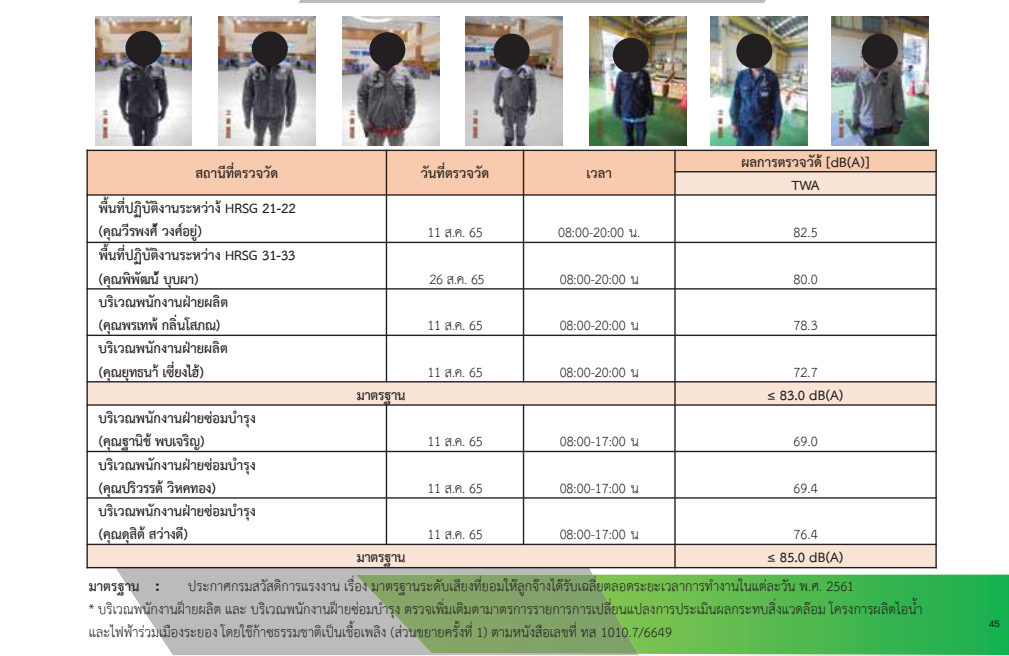 สถานีที่ตรวจวัด วันที่ตรวจวัด เวลา ผลการตรวจวัด้ [dB(A)]
TWA
พื้นที่ปฏิบัติงานระหว่าง้ HRSG 21-22
(คุณวีรพงศ์ วงศ์อยู่) 11 ส.ค. 65 08:00-20:00 น. 82.5
พื้นที่ปฏิบัติงานระหว่าง HRSG 31-33
(คุณพิพัฒน์ บุบผา) 26 ส.ค. 65 08:00-20:00 น 80.0
บริเวณพนักงานฝ่ายผลิต
(คุณพรเทพ้ กลิ่นโสภณ) 11 ส.ค. 65 08:00-20:00 น 78.3
บริเวณพนักงานฝ่ายผลิต
(คุณยุทธนา้ เซี่ยงไฮ้) 11 ส.ค. 65 08:00-20:00 น 72.7
มาตรฐาน ≤ 83.0 dB(A)
บริเวณพนักงานฝ่ายซ่อมบำรุง
(คุณฐานิช้ พบเจริญ) 11 ส.ค. 65 08:00-17:00 น 69.0
บริเวณพนักงานฝ่ายซ่อมบำรุง
(คุณปริวรรต้ วิหคทอง) 11 ส.ค. 65 08:00-17:00 น 69.4
บริเวณพนักงานฝ่ายซ่อมบำรุง
(คุณดุสิต้ สว่างดี) 11 ส.ค. 65 08:00-17:00 น 76.4
มาตรฐาน ≤ 85.0 dB(A)
มาตรฐาน : ประกาศกรมสวัสดิการแรงงาน เรื่อง มาตรฐานระดับเสียงที่ยอมให้ลูกจ้างได้รับเฉลี่ยตลอดระยะเวลาการทำงานในแต่ละวัน พ.ศ. 2561
* บริเวณพนักงานฝ่ายผลิต และ บริเวณพนักงานฝ่ายซ่อมบำรุง ตรวจเพิ่มเติมตามาตรการรายการการเปลี่ยนแปลงการประเมินผลกระทบสิ่งแวดล้อม โครงการผลิตไอน้ำ
และไฟฟ้าร่วมเมืองระยอง โดยใช้ก้าซธรรมชาติเป็นเชื้อเพลิง (ส่วนขยายครั้งที่ 1) ตามหนังสือเลขที่ ทส 1010.7/6649
45